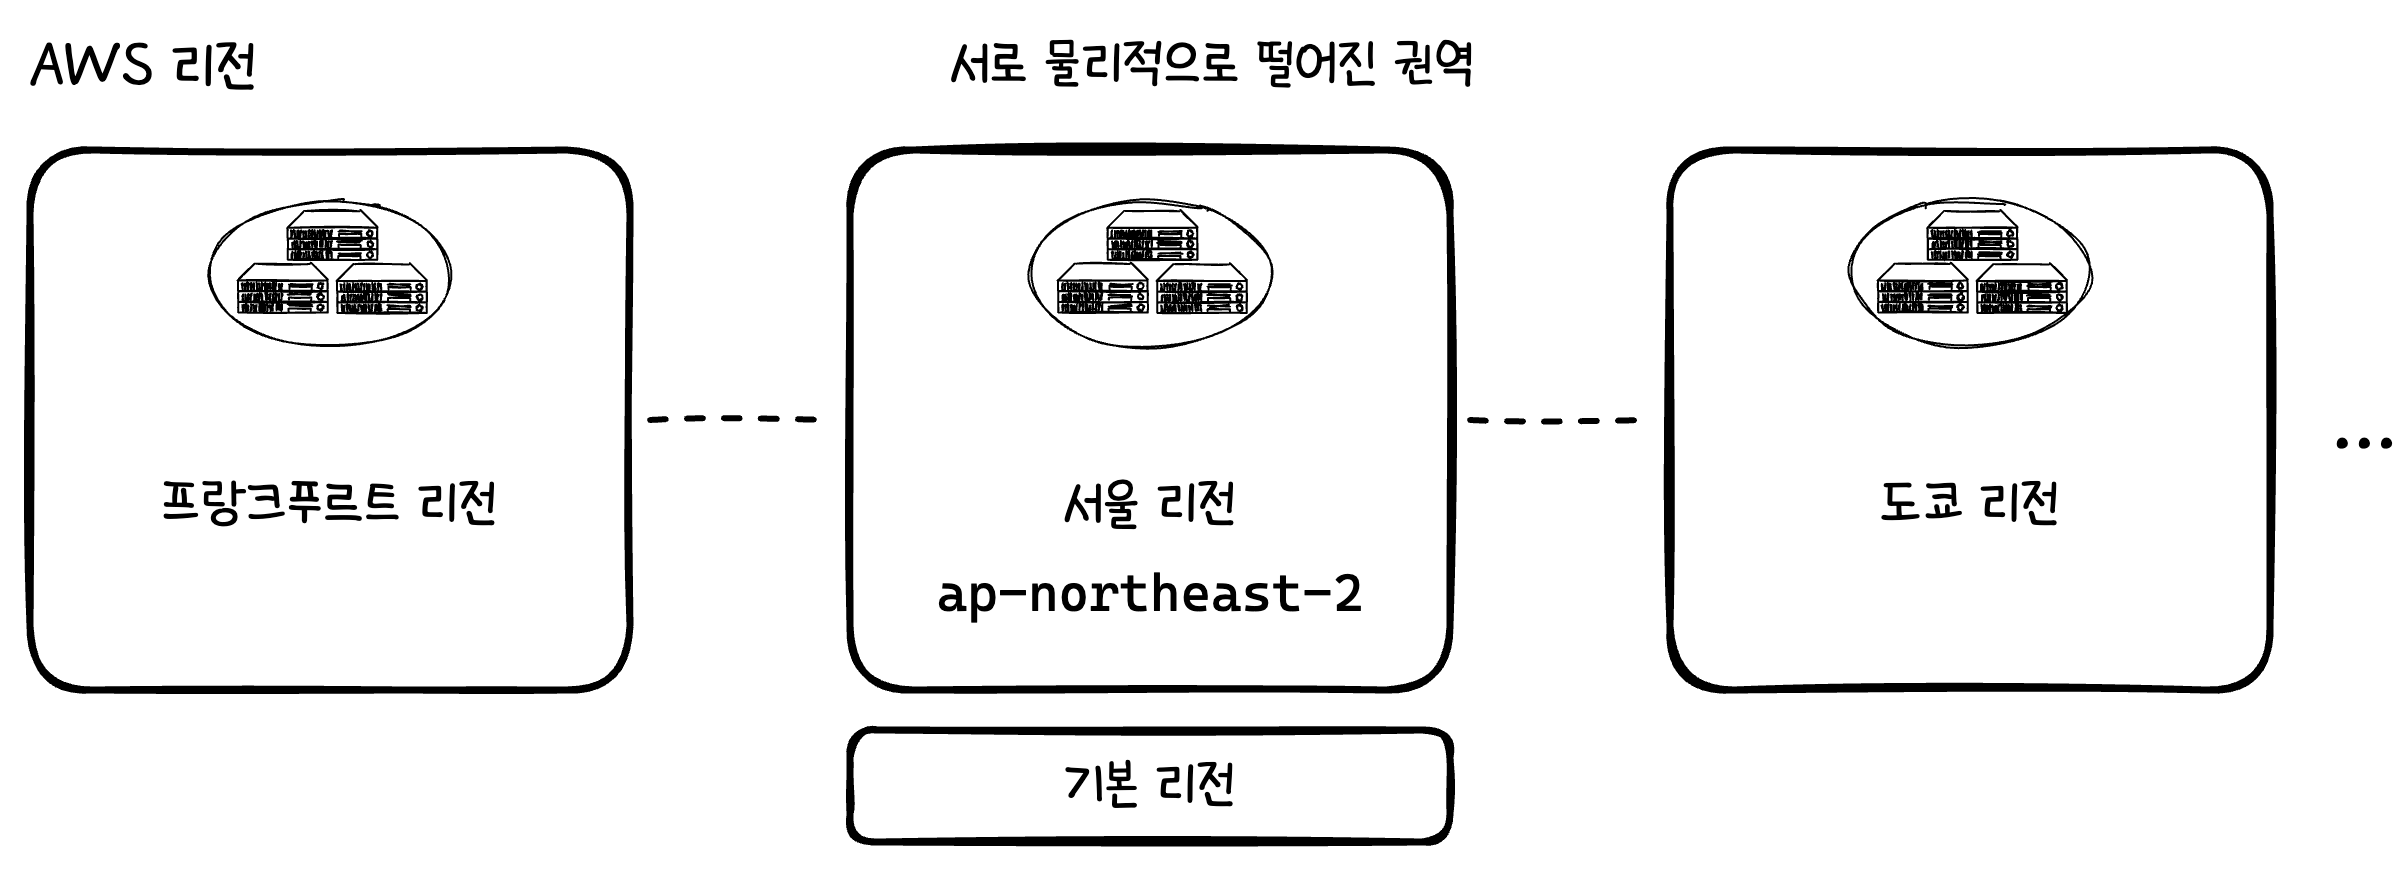 AWS 리전
서로 물리적으로 떨어진 권역
프랑크푸르트 리전
서울 리전
ap-northeast-2
도쿄 리전
...
기본 리전